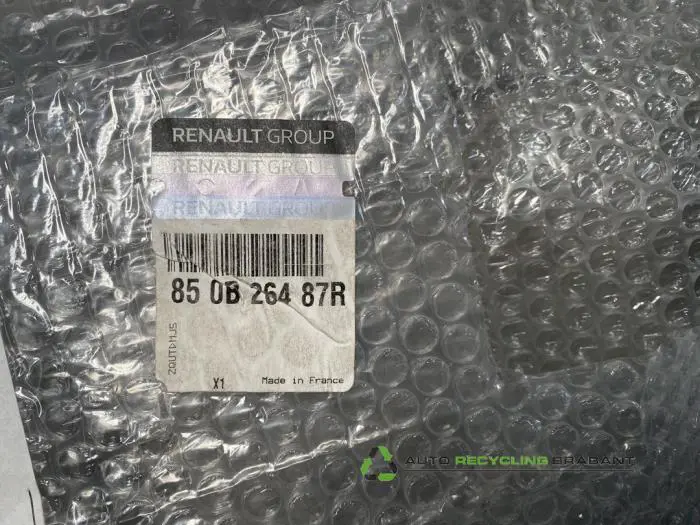 RENAULT GROUP
RENAULT GROUP
RENAULT GROUP
85 0B 264 87R
X1 Made in France
AUTO RECYCLING BRABANT